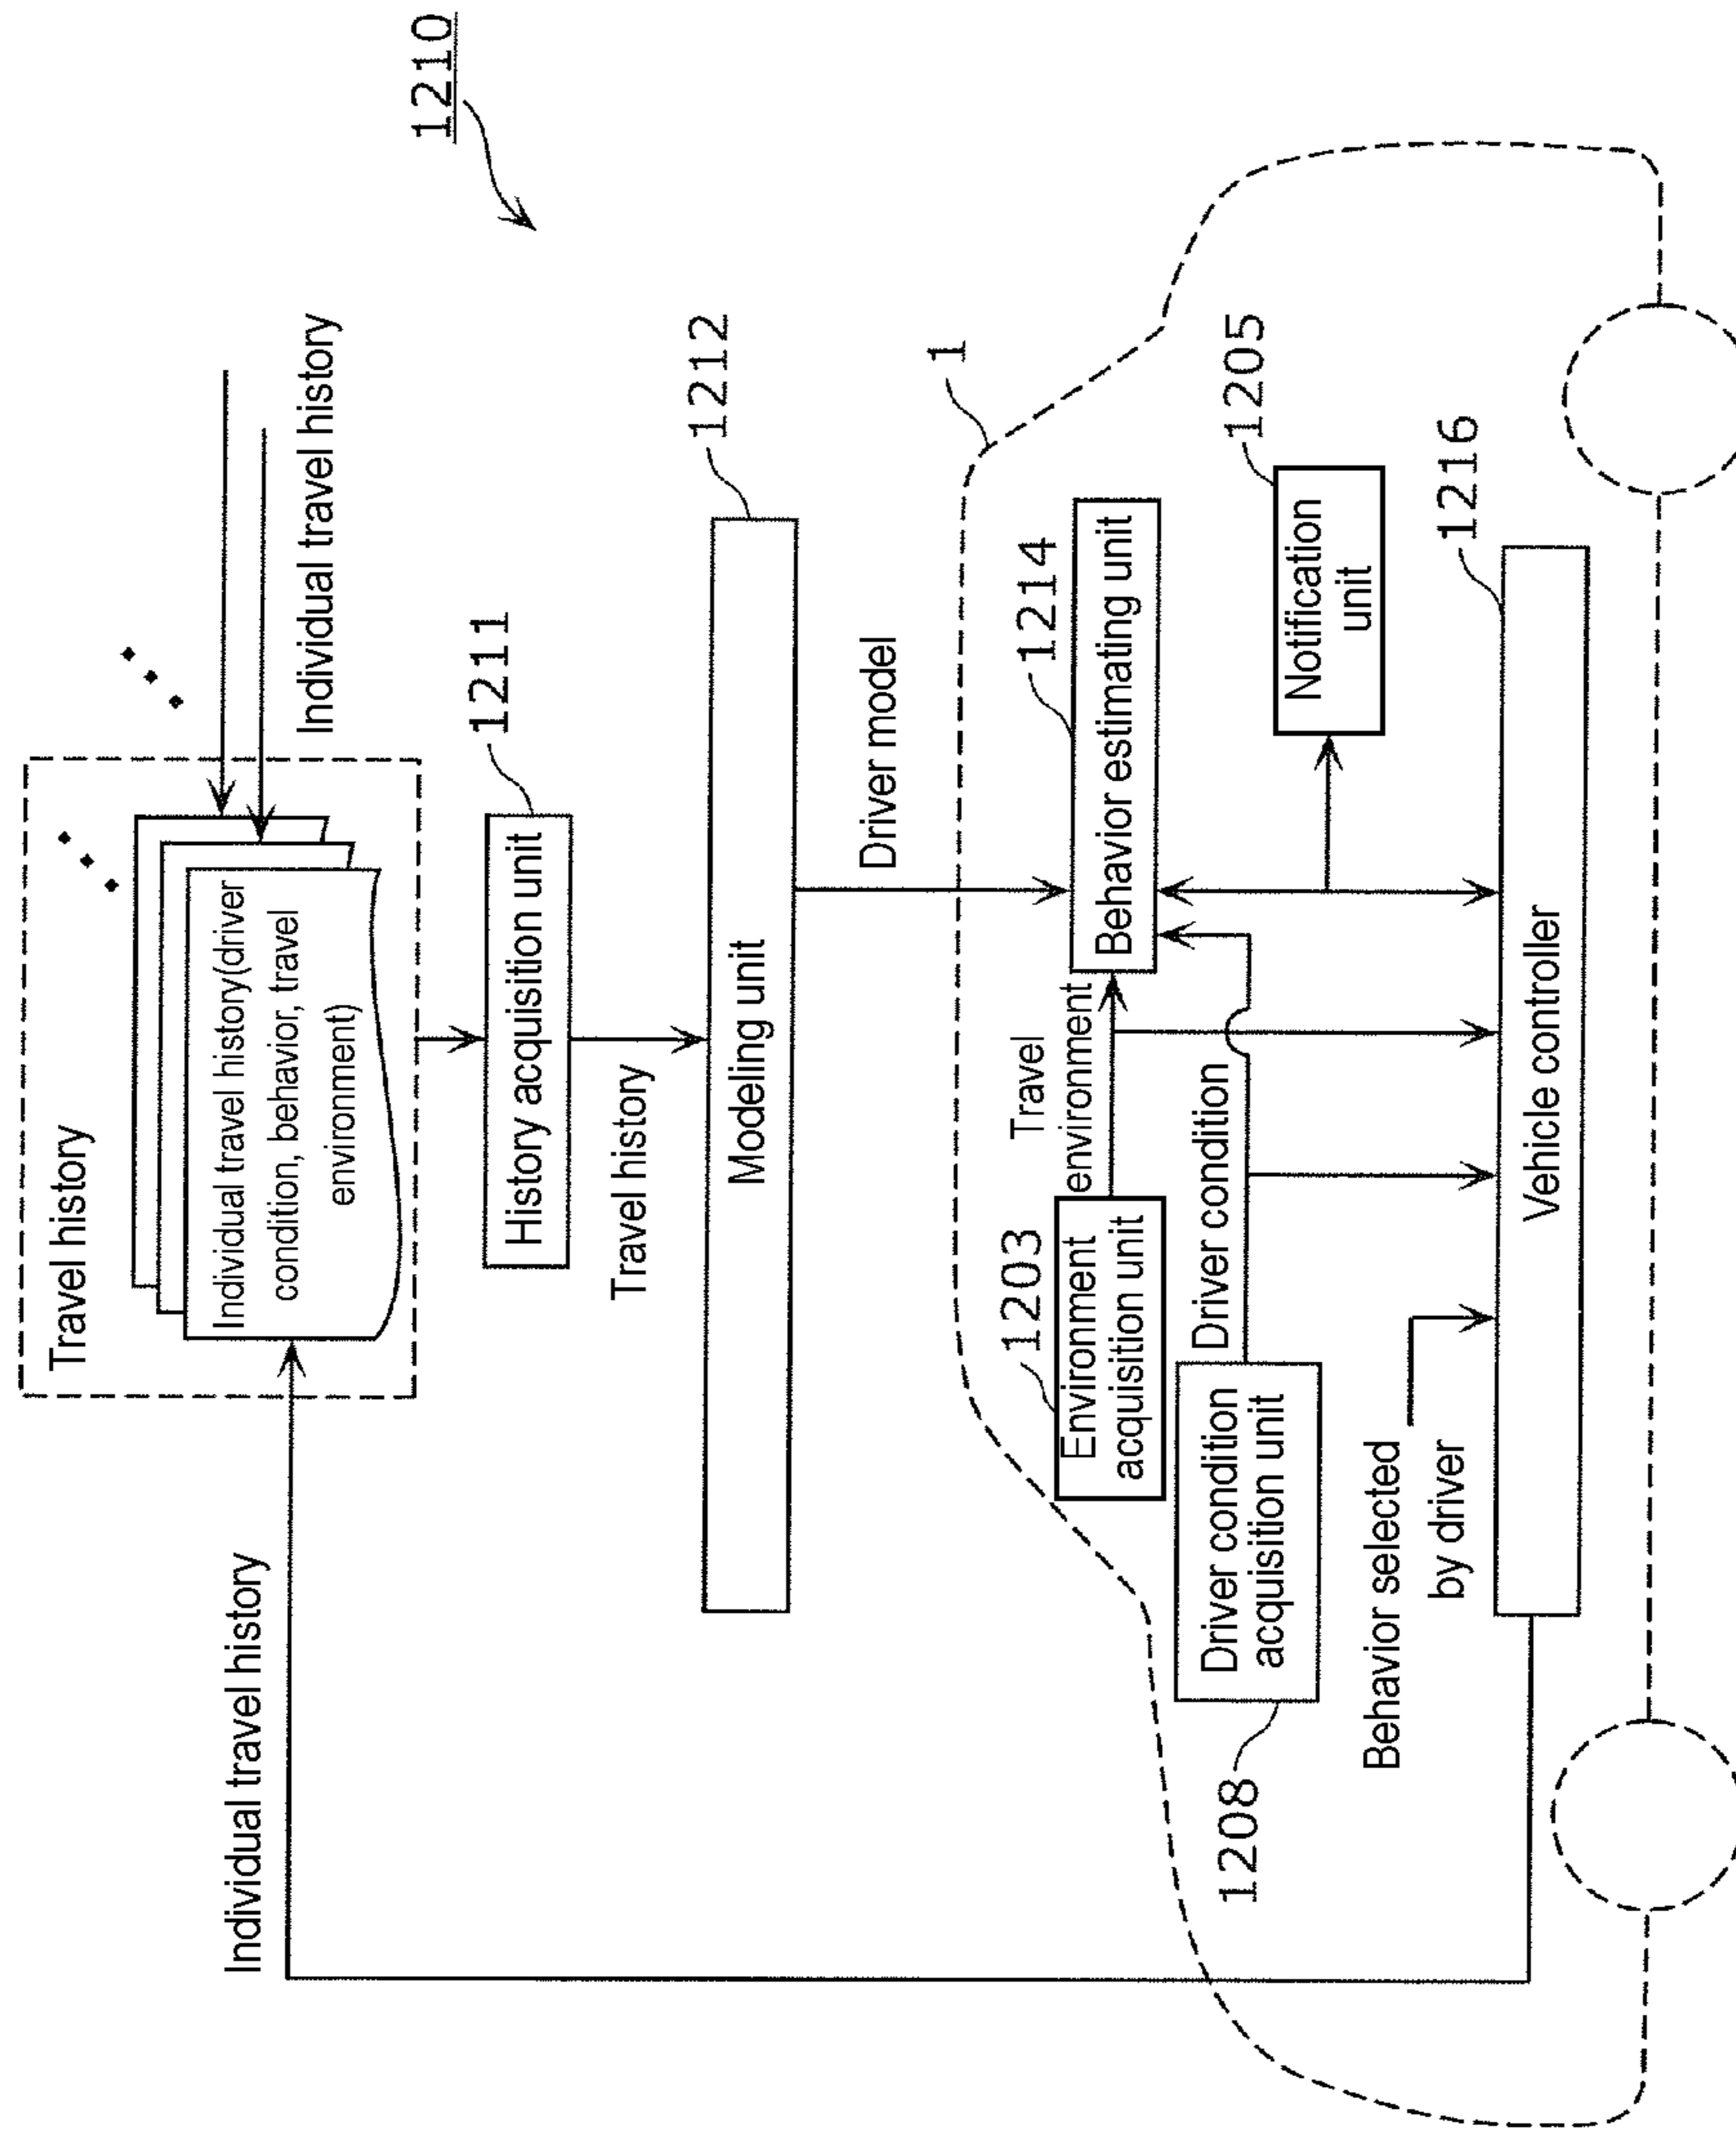 1210
Travel history
Individual travel history(driver
condition, behavior, travel
environment)
Individual travel history
Individual travel history
History acquisition unit
1211
Travel history
Modeling unit
1212
Driver model
1
1203
Environment
acquisition unit
Travel
environment
Behavior estimating unit
1214
Driver condition
acquisition unit
1208
Driver condition
Notification
unit
1205
Behavior selected
by driver
Vehicle controller
1216